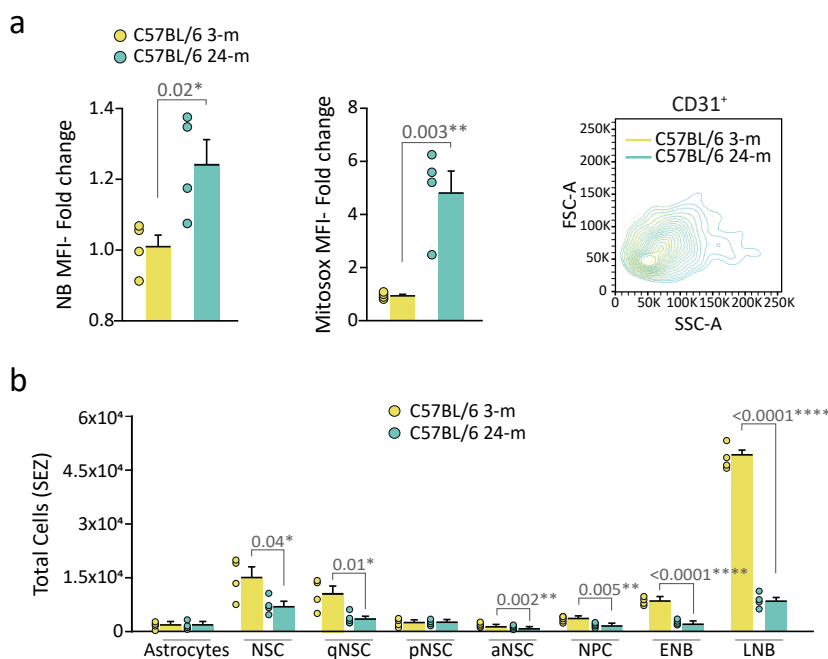 a
C57BL/6 3-m
C57BL/6 24-m
0.02*
NB MFI- Fold change
1.4
1.2
1.0
0.8
0.003**
Mitosox MFI- Fold change
8
6
4
2
0
CD31⁺
C57BL/6 3-m
C57BL/6 24-m
FSC-A
250K
200K
150K
100K
50K
0
0 50K 100K 150K 200K 250K
SSC-A
b
C57BL/6 3-m
C57BL/6 24-m
Total Cells (SEZ)
6x10⁴
4.5x10⁴
3x10⁴
1.5x10⁴
0
0.04*
0.01*
0.002**
0.005**
<0.0001****
<0.0001****
Astrocytes NSC qNSC pNSC aNSC NPC ENB LNB